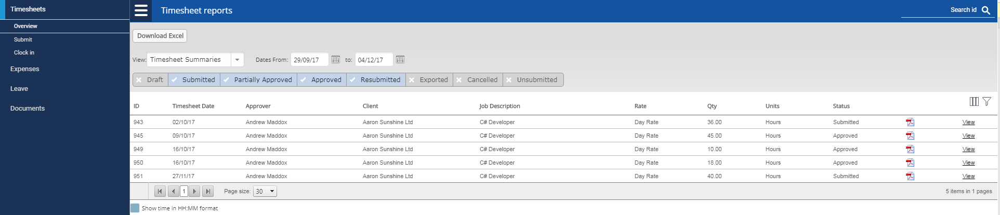 Timesheets
Overview
Submit
Clock in
Expenses
Leave
Documents
Timesheet reports
Search id
Download Excel
View: Timesheet Summaries Dates From: 29/09/17 to: 04/12/17
Draft Submitted Partially Approved Approved Resubmitted Exported Cancelled Unsubmitted
ID Timesheet Date Approver Client Job Description Rate Qty Units Status
943 02/10/17 Andrew Maddox Aaron Sunshine Ltd C# Developer Day Rate 36.00 Hours Submitted View
945 09/10/17 Andrew Maddox Aaron Sunshine Ltd C# Developer Day Rate 45.00 Hours Approved View
949 16/10/17 Andrew Maddox Aaron Sunshine Ltd C# Developer Day Rate 10.00 Hours Approved View
950 16/10/17 Andrew Maddox Aaron Sunshine Ltd C# Developer Day Rate 18.00 Hours Approved View
951 27/11/17 Andrew Maddox Aaron Sunshine Ltd C# Developer Day Rate 40.00 Hours Submitted View
1 Page size: 30 5 items in 1 pages
Show time in HH:MM format